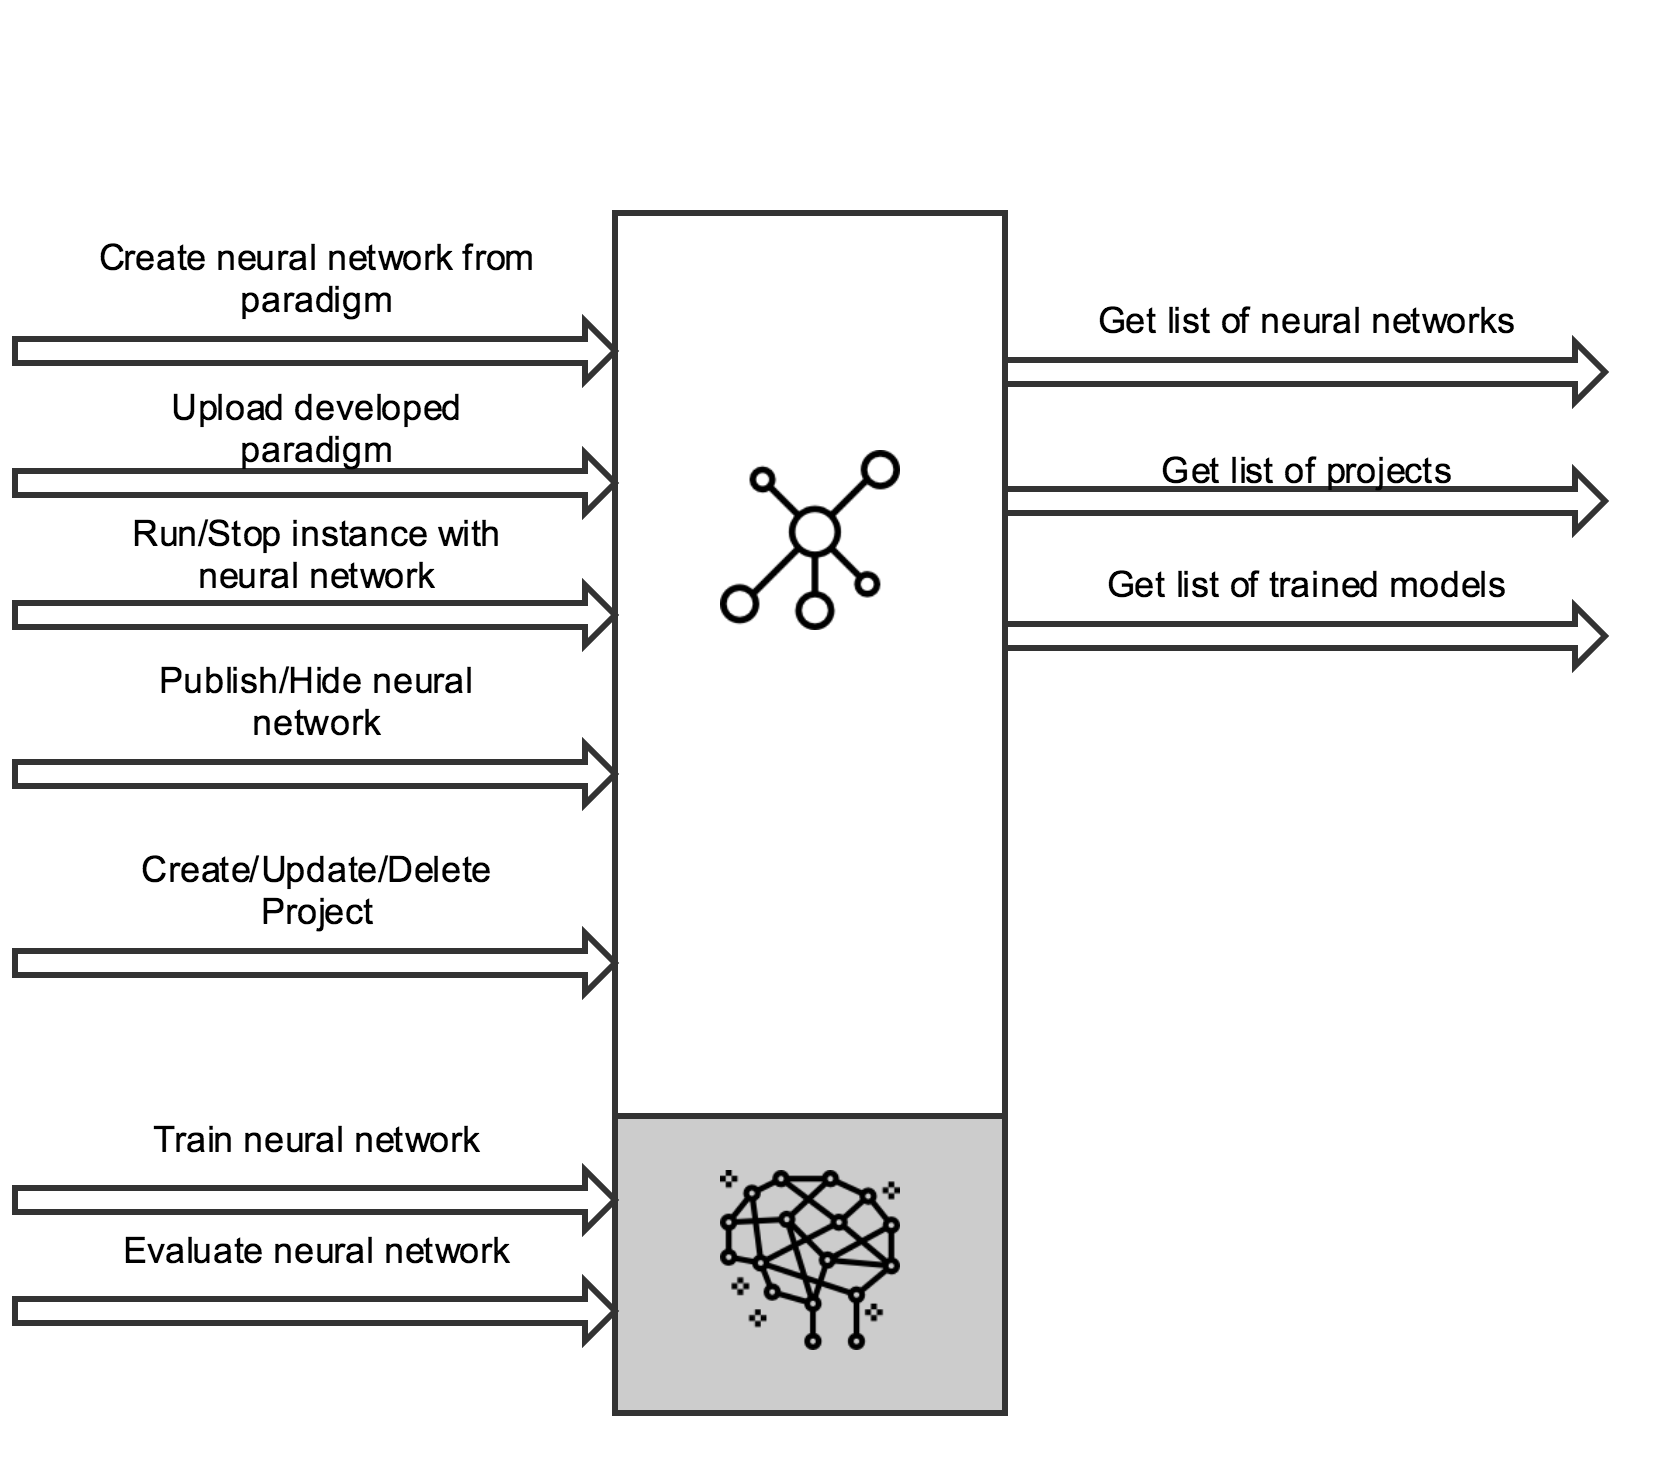 Create neural network from
paradigm
Upload developed
paradigm
Run/Stop instance with
neural network
Publish/Hide neural
network
Create/Update/Delete
Project
Train neural network
Evaluate neural network
Get list of neural networks
Get list of projects
Get list of trained models